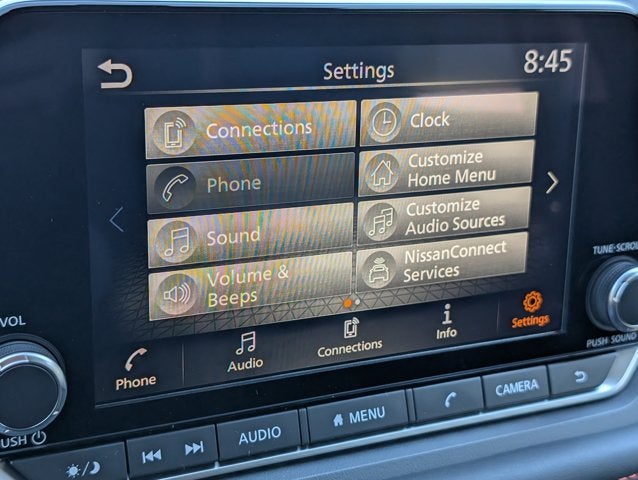 Settings
8:45
Connections
Clock
Phone
Customize
Home Menu
Sound
Customize
Audio Sources
Volume &
Beeps
NissanConnect
Services
Phone
Audio
Connections
Info
Settings
VOL
PUSH
TUNE·SCROLL
PUSH SOUND
AUDIO
MENU
CAMERA